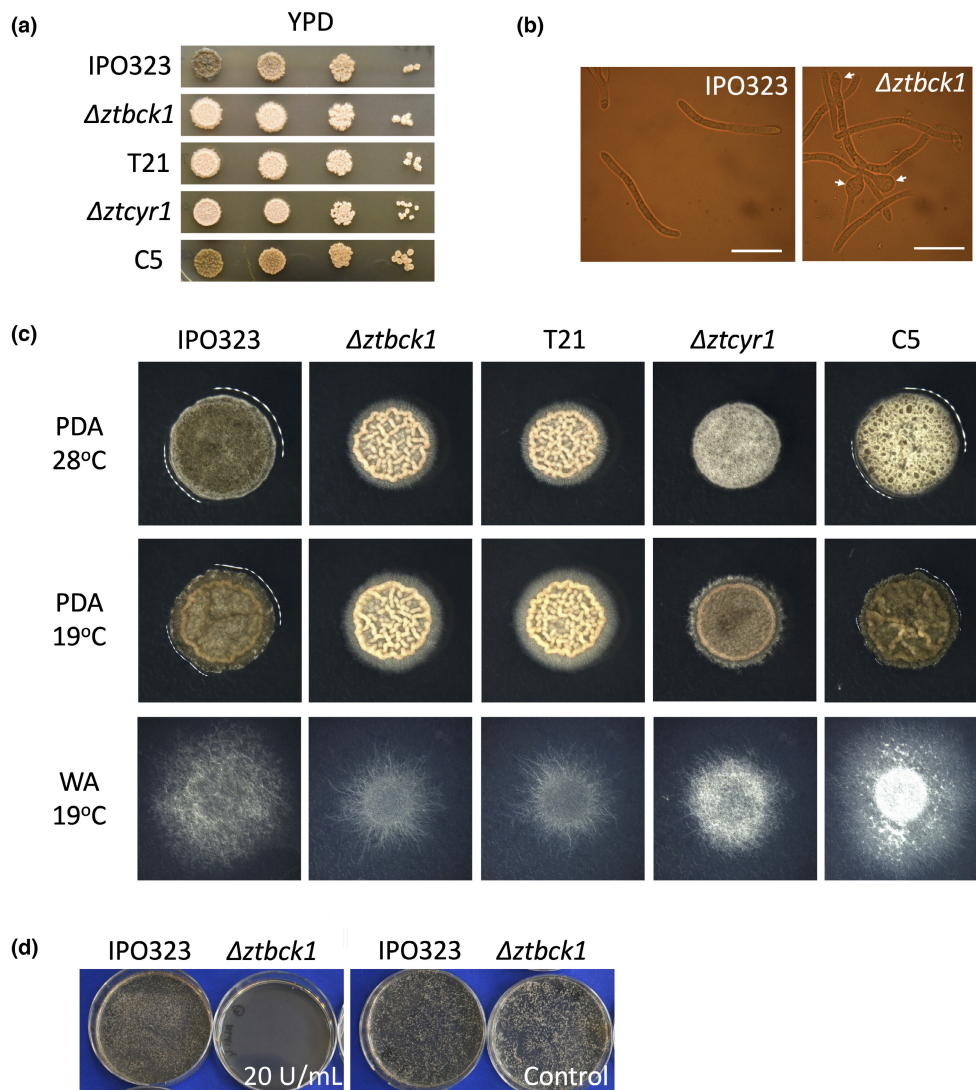 (a)
YPD
IPO323
Δztbck1
T21
Δztcyr1
C5
(b)
IPO323
Δztbck1
(c)
IPO323 Δztbck1 T21 Δztcyr1 C5
PDA
28°C
PDA
19°C
WA
19°C
(d)
IPO323 Δztbck1 IPO323 Δztbck1
20 U/mL Control